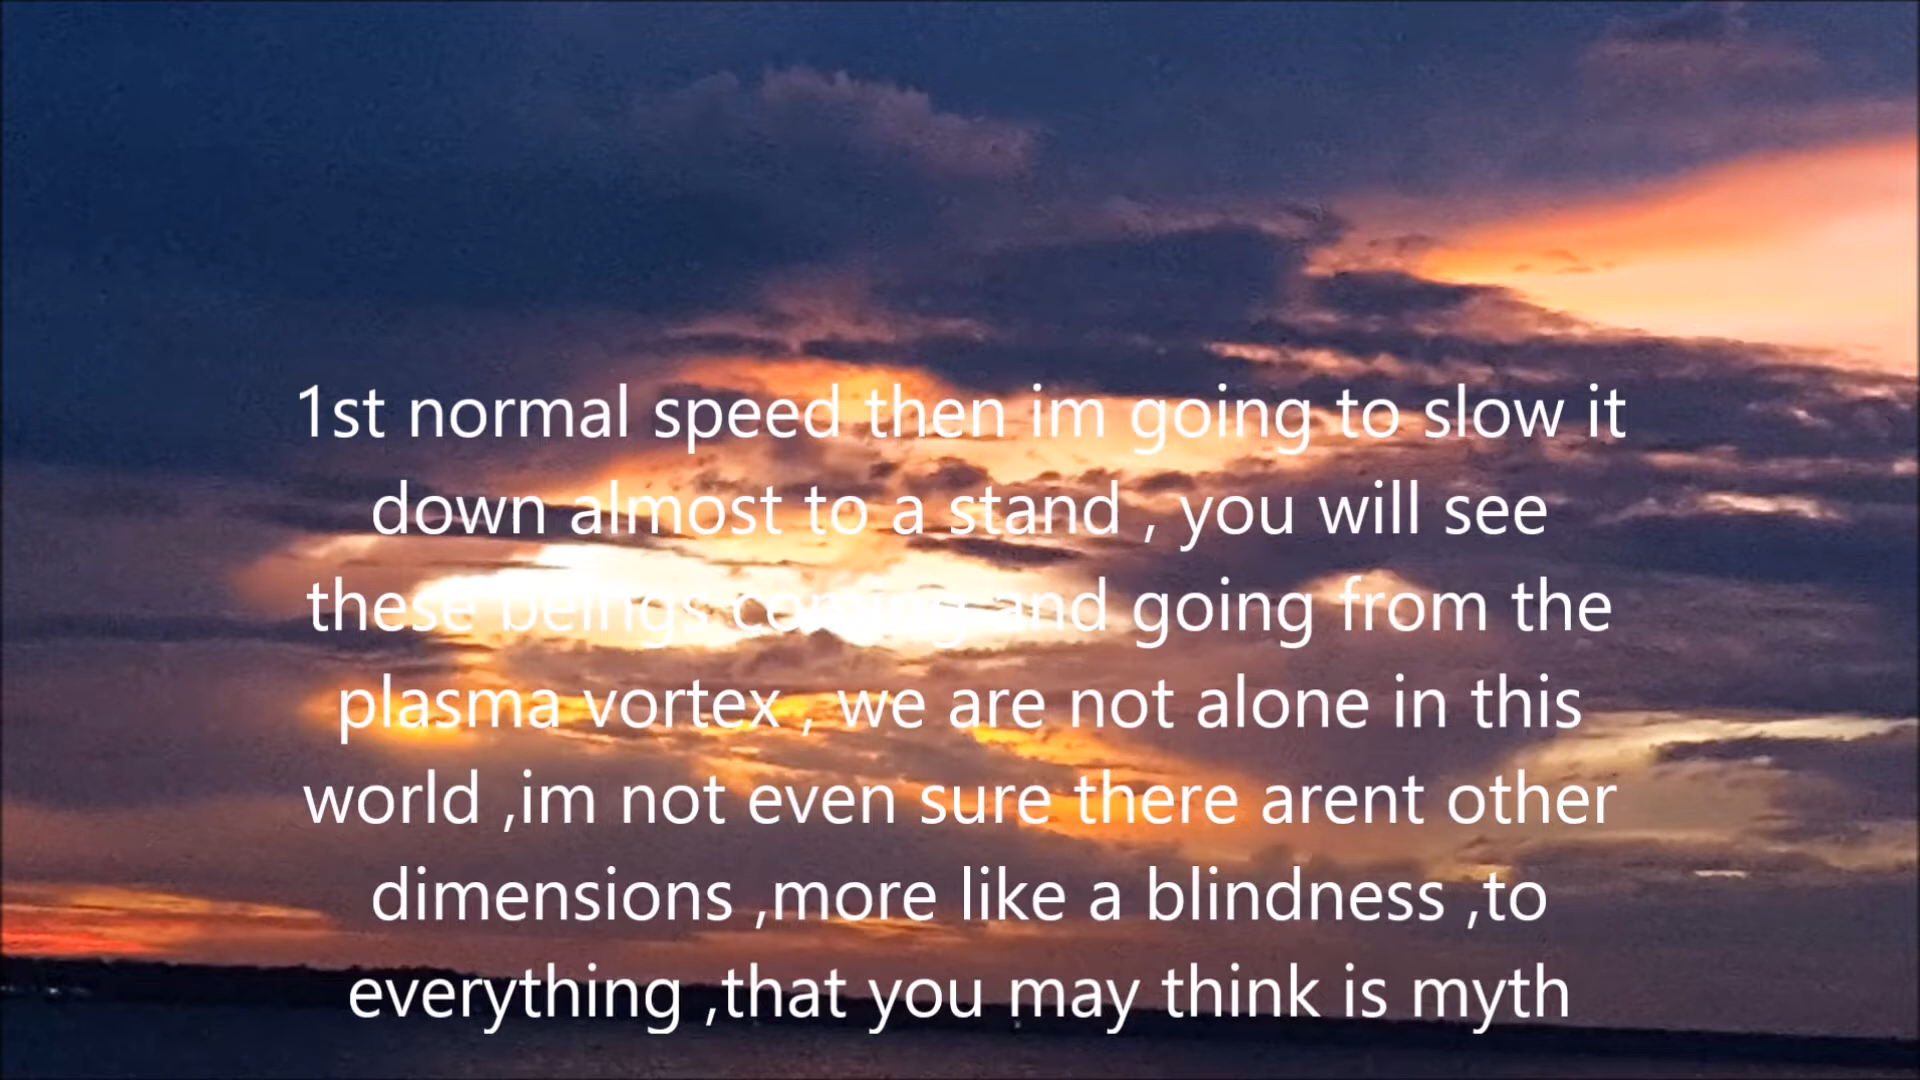 1st normal speed then im going to slow it
down almost to a stand , you will see
these beings coming and going from the
plasma vortex , we are not alone in this
world ,im not even sure there arent other
dimensions ,more like a blindness ,to
everything ,that you may think is myth